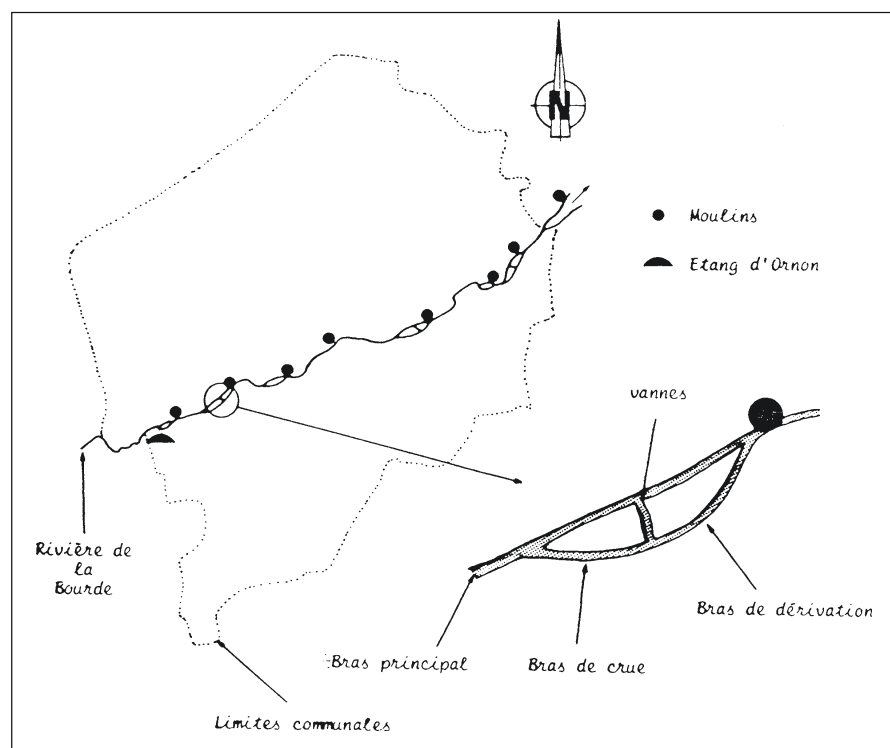 N
Moulins
Etang d'Ornon
vannes
Rivière de
la
Bourde
Bras de dérivation
Bras principal
Bras de crue
Limites communales